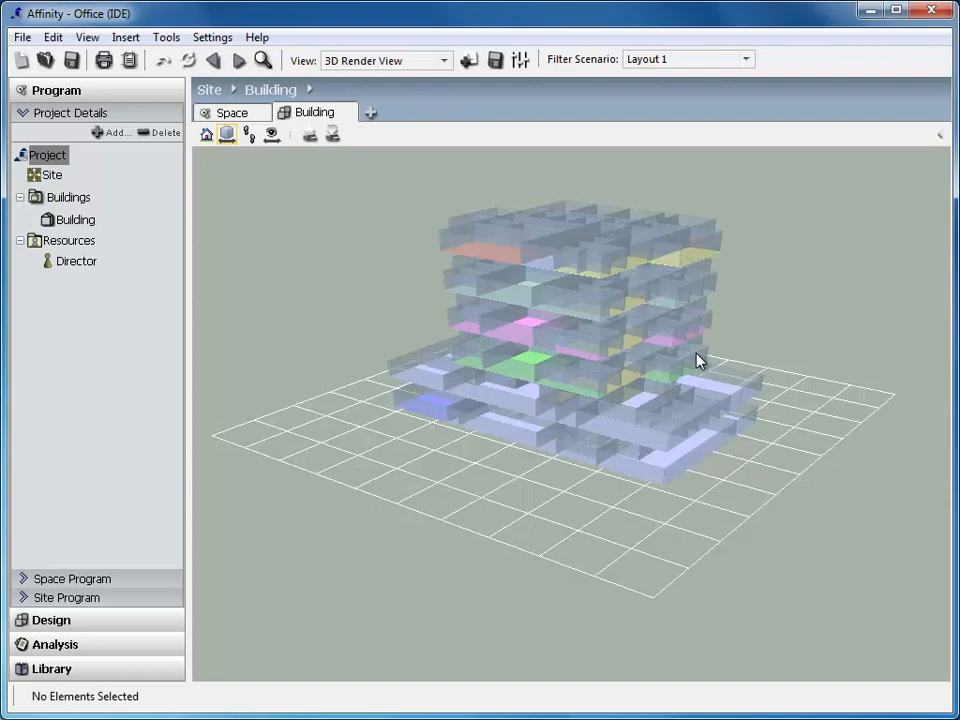 Affinity - Office (IDE)
File Edit View Insert Tools Settings Help
View: 3D Render View Filter Scenario: Layout 1
Program
Site Building
Project Details
Space Building
Add... Delete
Project
Site
Buildings
Building
Resources
Director
Space Program
Site Program
Design
Analysis
Library
No Elements Selected